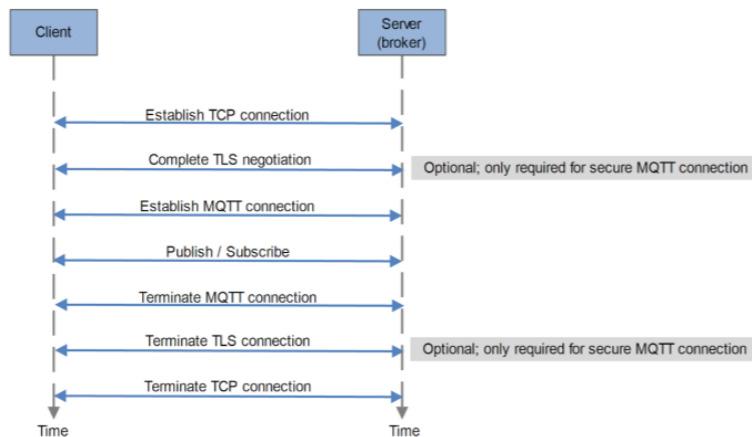 Client
Server
(broker)
Establish TCP connection
Complete TLS negotiation
Optional; only required for secure MQTT connection
Establish MQTT connection
Publish / Subscribe
Terminate MQTT connection
Terminate TLS connection
Optional; only required for secure MQTT connection
Terminate TCP connection
Time
Time